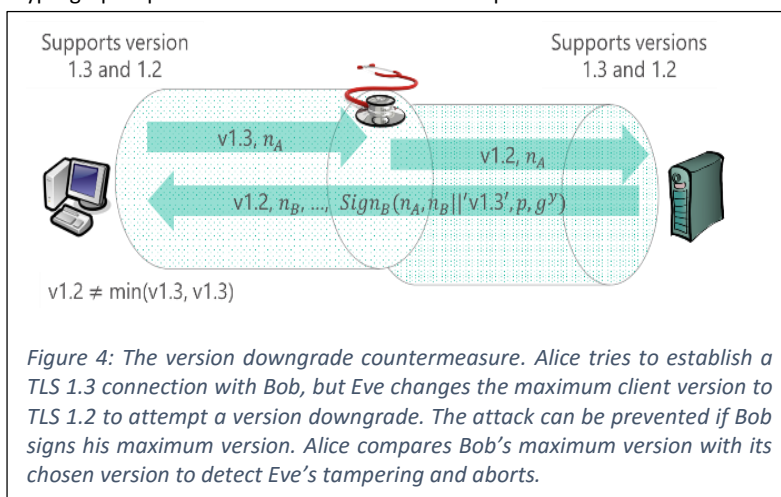 Supports version
1.3 and 1.2
Supports versions
1.3 and 1.2
v1.3, n_A
v1.2, n_A
v1.2, n_B, ..., Sign_B(n_A, n_B||'v1.3', p, g^y)
v1.2 ≠ min(v1.3, v1.3)
Figure 4: The version downgrade countermeasure. Alice tries to establish a
TLS 1.3 connection with Bob, but Eve changes the maximum client version to
TLS 1.2 to attempt a version downgrade. The attack can be prevented if Bob
signs his maximum version. Alice compares Bob's maximum version with its
chosen version to detect Eve's tampering and aborts.